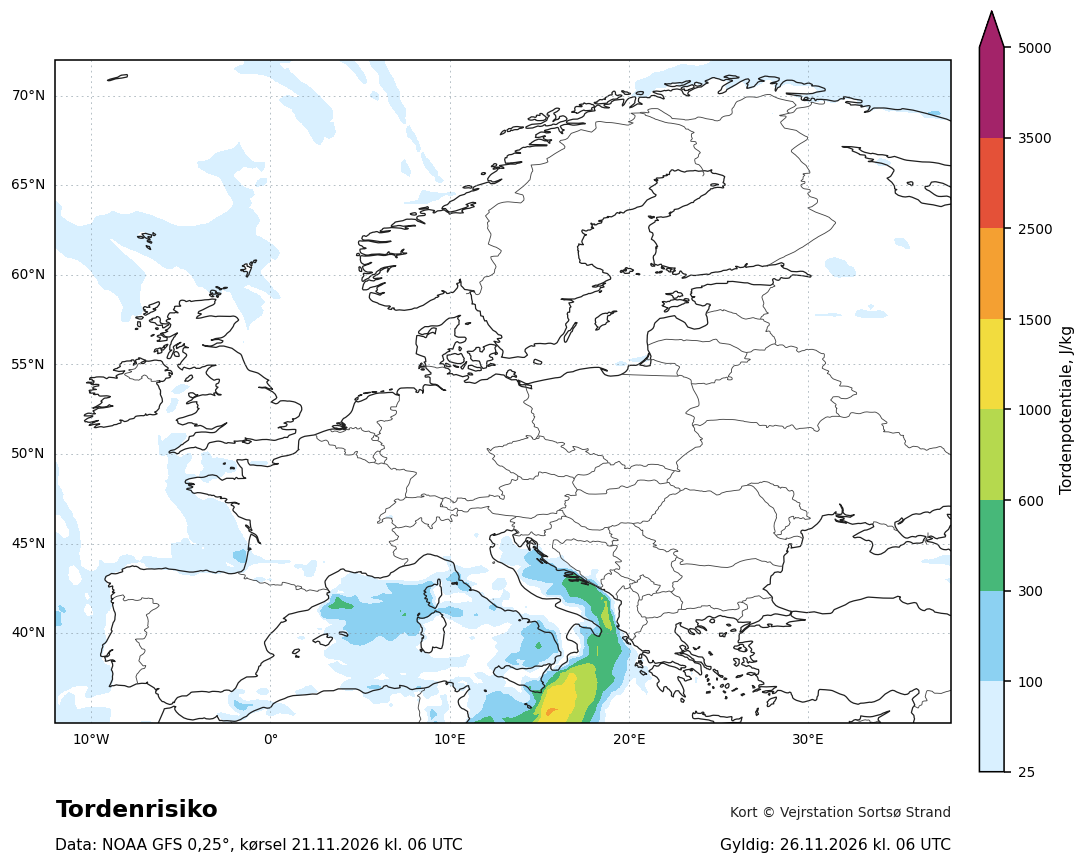 5000
3500
2500
1500
1000
600
300
100
25
Tordenpotentiale, J/kg
70°N
65°N
60°N
55°N
50°N
45°N
40°N
10°W
0°
10°E
20°E
30°E
Tordenrisiko
Kort © Vejrstation Sortsø Strand
Data: NOAA GFS 0,25°, kørsel 21.11.2026 kl. 06 UTC
Gyldig: 26.11.2026 kl. 06 UTC